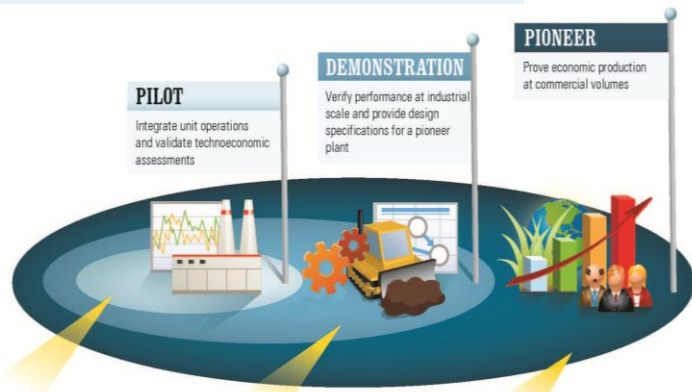 PILOT
Integrate unit operations
and validate technoeconomic
assessments
DEMONSTRATION
Verify performance at industrial
scale and provide design
specifications for a pioneer
plant
PIONEER
Prove economic production
at commercial volumes